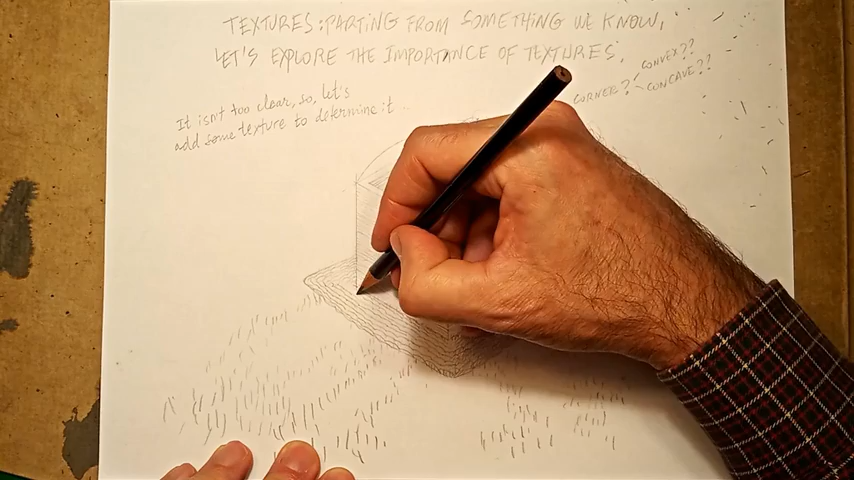 TEXTURES: PARTING FROM SOMETHING WE KNOW,
LET'S EXPLORE THE IMPORTANCE OF TEXTURES.
CORNER? CONVEX??
CONCAVE??
It isn't too clear, so, let's
add some texture to determine it...